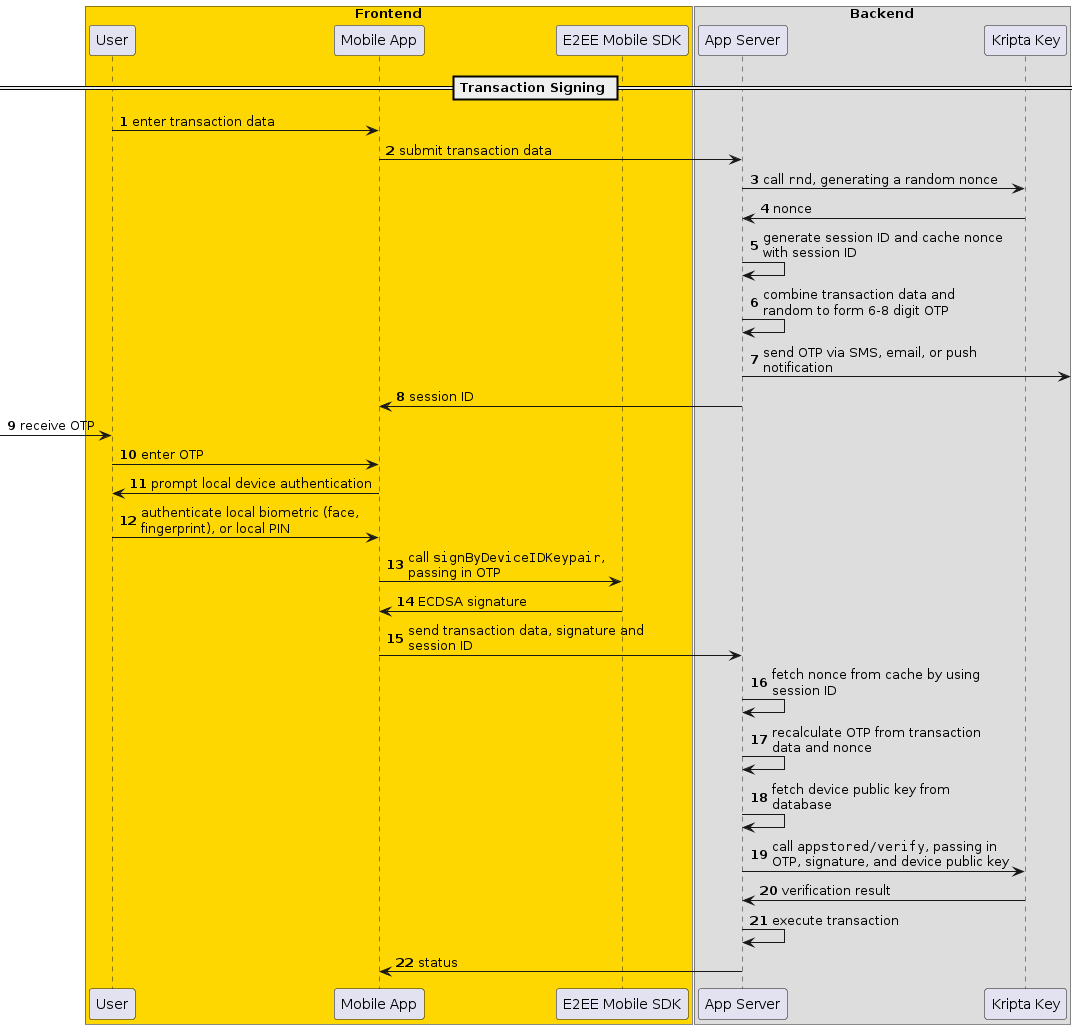 Frontend
Backend
User
Mobile App
E2EE Mobile SDK
App Server
Kripta Key
Transaction Signing
1 enter transaction data
2 submit transaction data
3 call rnd, generating a random nonce
4 nonce
5 generate session ID and cache nonce
with session ID
6 combine transaction data and
random to form 6-8 digit OTP
7 send OTP via SMS, email, or push
notification
8 session ID
9 receive OTP
10 enter OTP
11 prompt local device authentication
12 authenticate local biometric (face,
fingerprint), or local PIN
13 call signByDeviceIDKeypair,
passing in OTP
14 ECDSA signature
15 send transaction data, signature and
session ID
16 fetch nonce from cache by using
session ID
17 recalculate OTP from transaction
data and nonce
18 fetch device public key from
database
19 call appstored/verify, passing in
OTP, signature, and device public key
20 verification result
21 execute transaction
22 status
User
Mobile App
E2EE Mobile SDK
App Server
Kripta Key